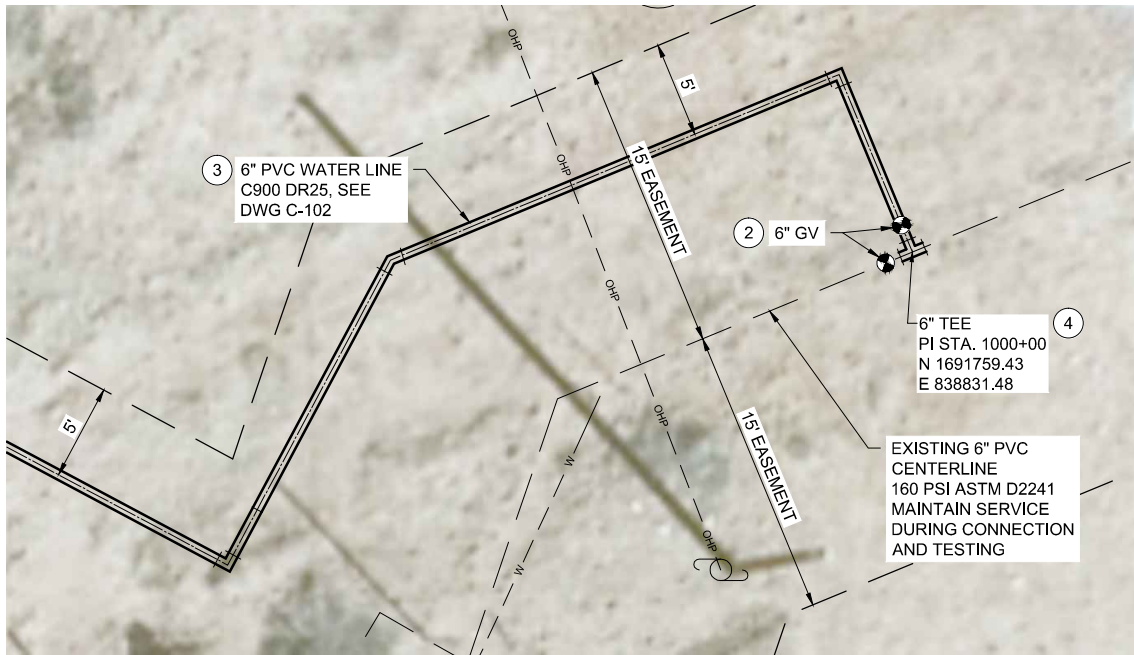 OHP
5'
3
6" PVC WATER LINE
C900 DR25, SEE
DWG C-102
OHP
15' EASEMENT
2
6" GV
OHP
6" TEE
PI STA. 1000+00
N 1691759.43
E 838831.48
4
5'
OHP
15' EASEMENT
W
EXISTING 6" PVC
CENTERLINE
160 PSI ASTM D2241
MAINTAIN SERVICE
DURING CONNECTION
AND TESTING
OHP
W